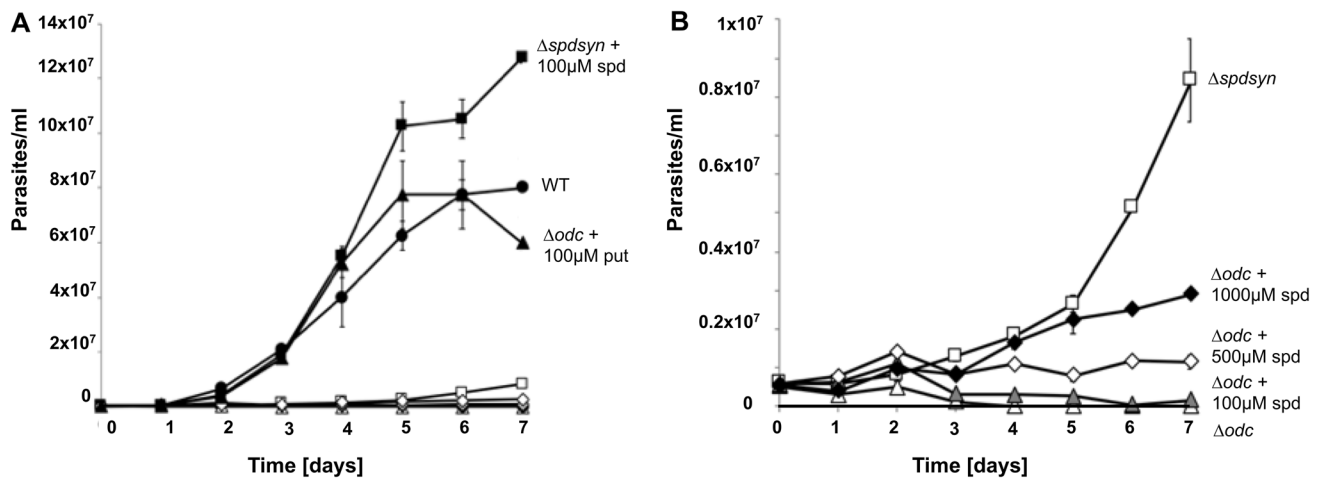 A
Parasites/ml
14x10⁷
12x10⁷
10x10⁷
8x10⁷
6x10⁷
4x10⁷
2x10⁷
0
0 1 2 3 4 5 6 7
Time [days]
Δspdsyn +
100µM spd
WT
Δodc +
100µM put
B
Parasites/ml
1x10⁷
0.8x10⁷
0.6x10⁷
0.4x10⁷
0.2x10⁷
0
0 1 2 3 4 5 6 7
Time [days]
Δspdsyn
Δodc +
1000µM spd
Δodc +
500µM spd
Δodc +
100µM spd
Δodc